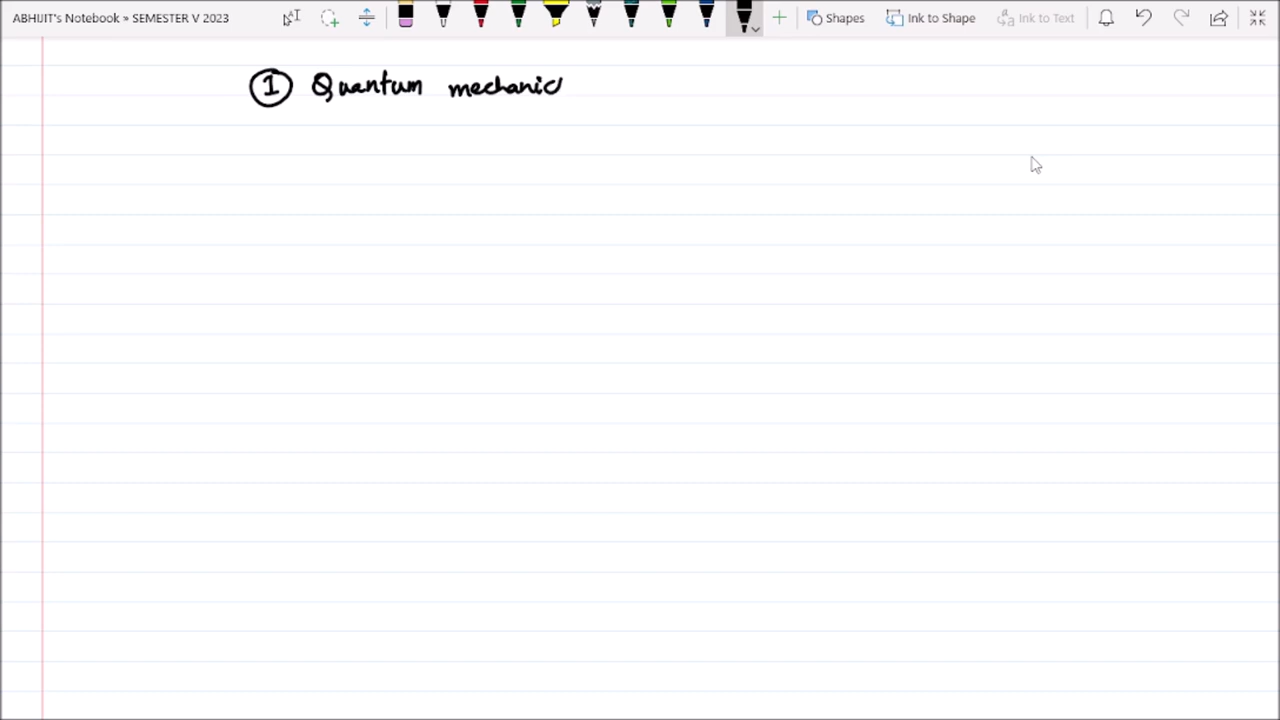 ABHIJIT's Notebook » SEMESTER V 2023 Shapes Ink to Shape Ink to Text
① Quantum mechanic